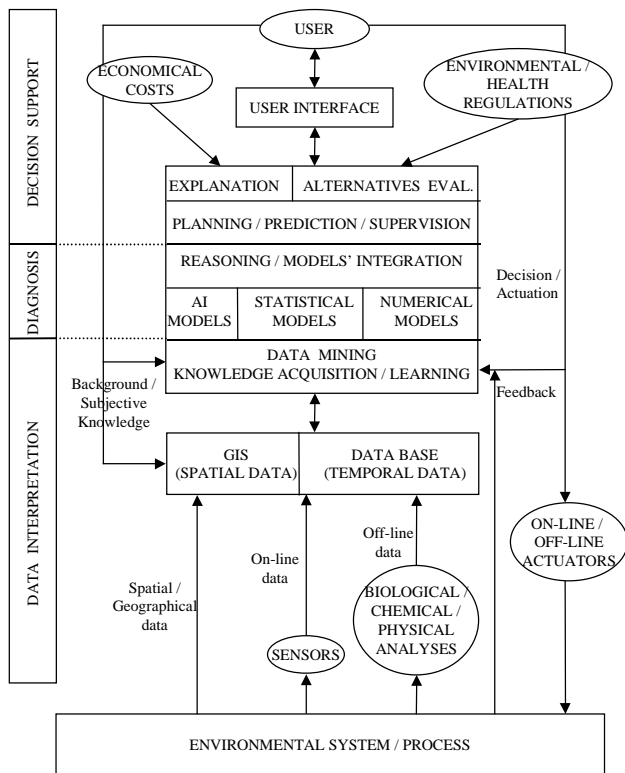 USER
ECONOMICAL
COSTS
ENVIRONMENTAL /
HEALTH
REGULATIONS
USER INTERFACE
DECISION SUPPORT
EXPLANATION
ALTERNATIVES EVAL.
PLANNING / PREDICTION / SUPERVISION
DIAGNOSIS
REASONING / MODELS' INTEGRATION
AI
MODELS
STATISTICAL
MODELS
NUMERICAL
MODELS
Decision /
Actuation
DATA INTERPRETATION
DATA MINING
KNOWLEDGE ACQUISITION / LEARNING
Background /
Subjective
Knowledge
Feedback
GIS
(SPATIAL DATA)
DATA BASE
(TEMPORAL DATA)
ON-LINE /
OFF-LINE
ACTUATORS
Spatial /
Geographical
data
On-line
data
Off-line
data
BIOLOGICAL /
CHEMICAL /
PHYSICAL
ANALYSES
SENSORS
ENVIRONMENTAL SYSTEM / PROCESS